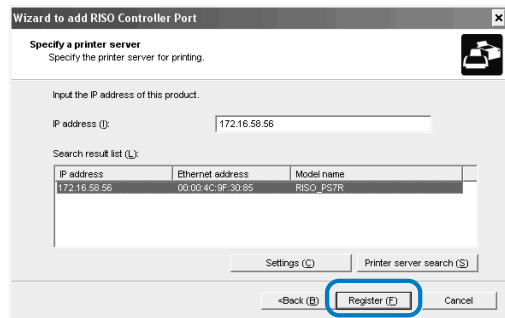 Wizard to add RISO Controller Port
Specify a printer server
Specify the printer server for printing.
Input the IP address of this product.
IP address (I): 172.16.58.56
Search result list (L):
IP address Ethernet address Model name
172.16.58.56 00:00:4C:9F:30:85 RISO_PS7R
Settings (C) Printer server search (S)
<Back (B) Register (F) Cancel